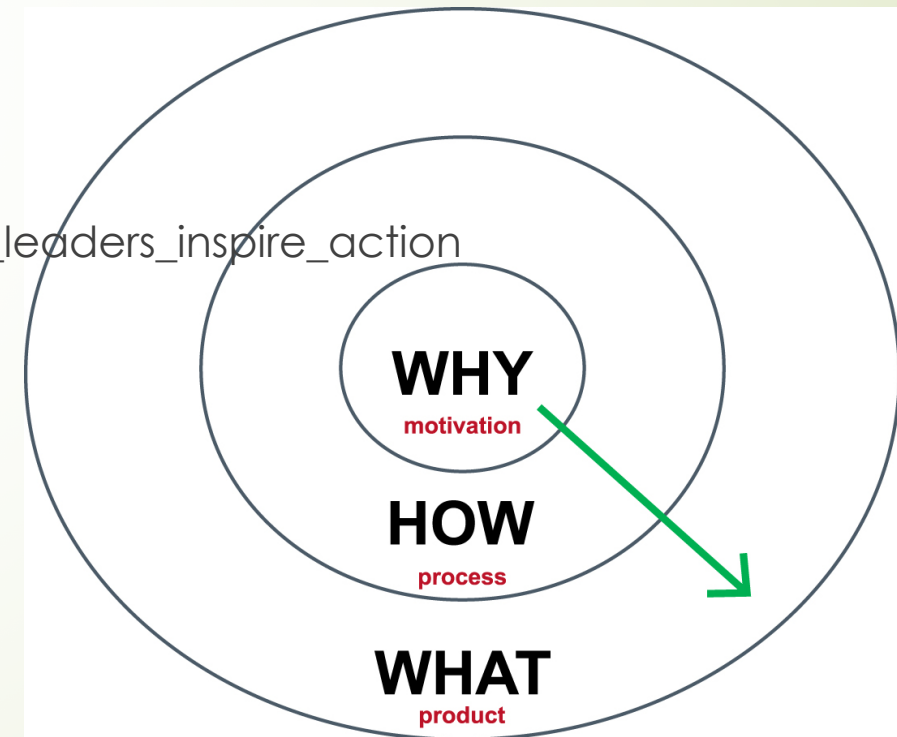 _leaders_inspire_action
WHY
motivation
HOW
process
WHAT
product